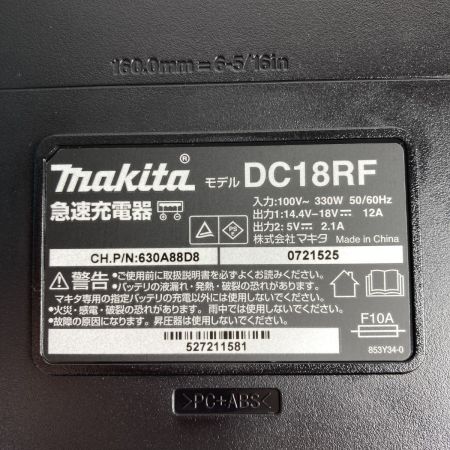 160.0mm = 6-5/16in
makita® モデル DC18RF
急速充電器
入力:100V~ 330W 50/60Hz
出力1:14.4V-18V⎓ 12A
出力2:5V⎓ 2.1A
株式会社 マキタ Made in China
CH.P/N:630A88D8 0721525
⚠警告 •ご使用前に取扱説明書を必ずよくお読みください。
•バッテリの液漏れ・発熱・破裂の恐れがあります。
マキタ専用の指定バッテリの充電以外には使用しないでください。
•火災・感電・破裂の恐れがあります。雨中では使用しないでください。
•故障の原因になります。昇圧器は使用しないでください。
F10A
527211581
853Y34-0
>PC+ABS<